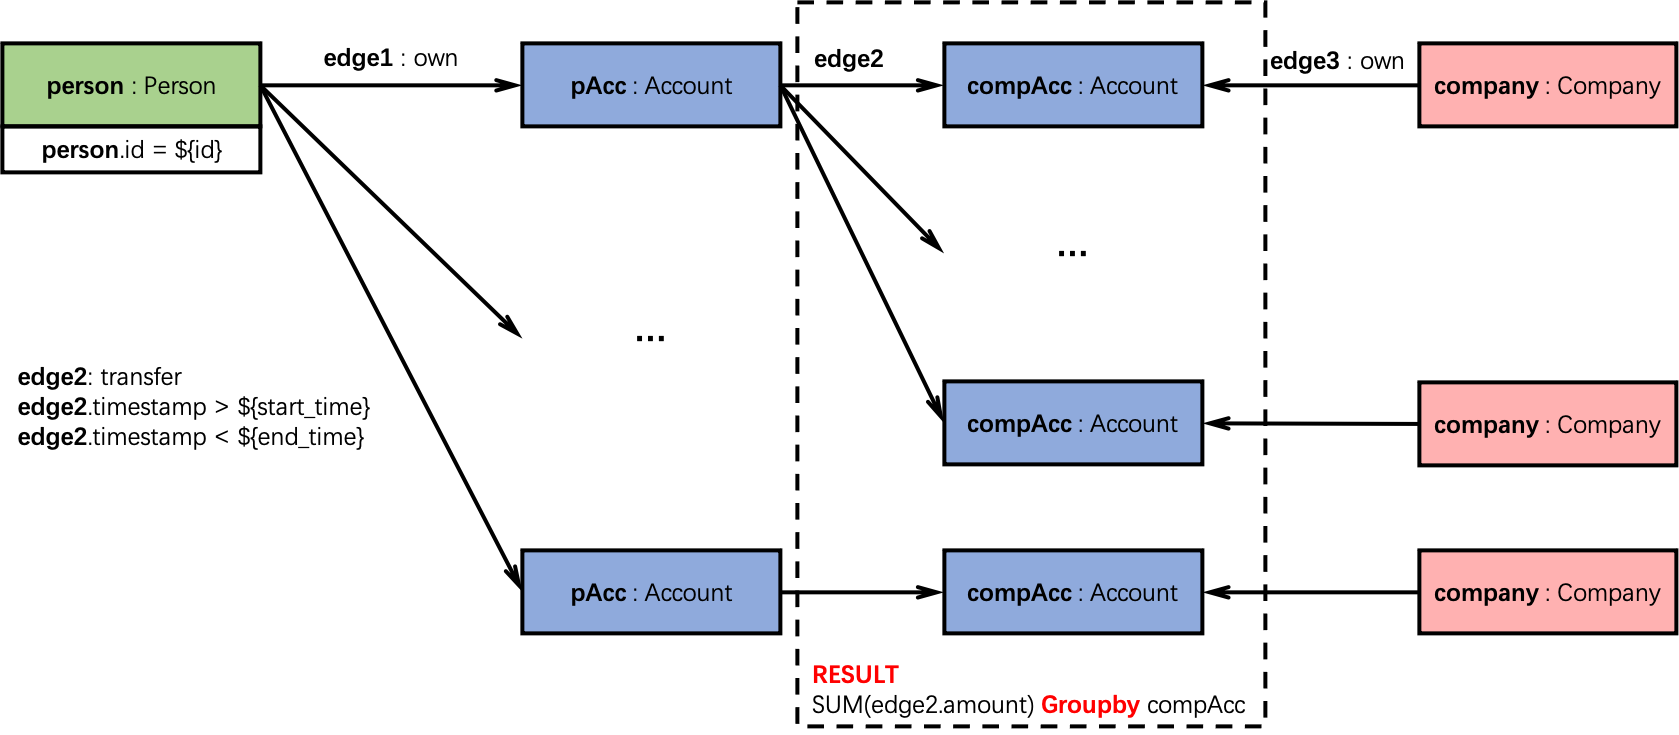 person : Person
person.id = ${id}
edge1 : own
pAcc : Account
edge2
compAcc : Account
edge3 : own
company : Company
...
...
edge2: transfer
edge2.timestamp > ${start_time}
edge2.timestamp < ${end_time}
compAcc : Account
company : Company
pAcc : Account
compAcc : Account
company : Company
RESULT
SUM(edge2.amount) Groupby compAcc